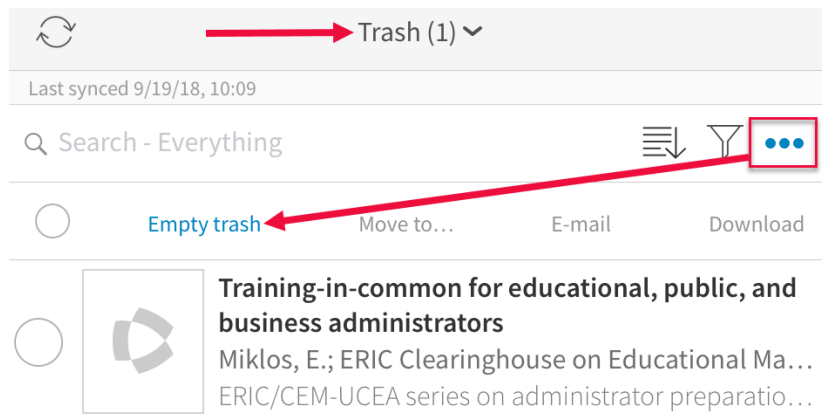 Trash (1)
Last synced 9/19/18, 10:09
Search - Everything
Empty trash Move to... E-mail Download
Training-in-common for educational, public, and
business administrators
Miklos, E.; ERIC Clearinghouse on Educational Ma...
ERIC/CEM-UCEA series on administrator preparatio...